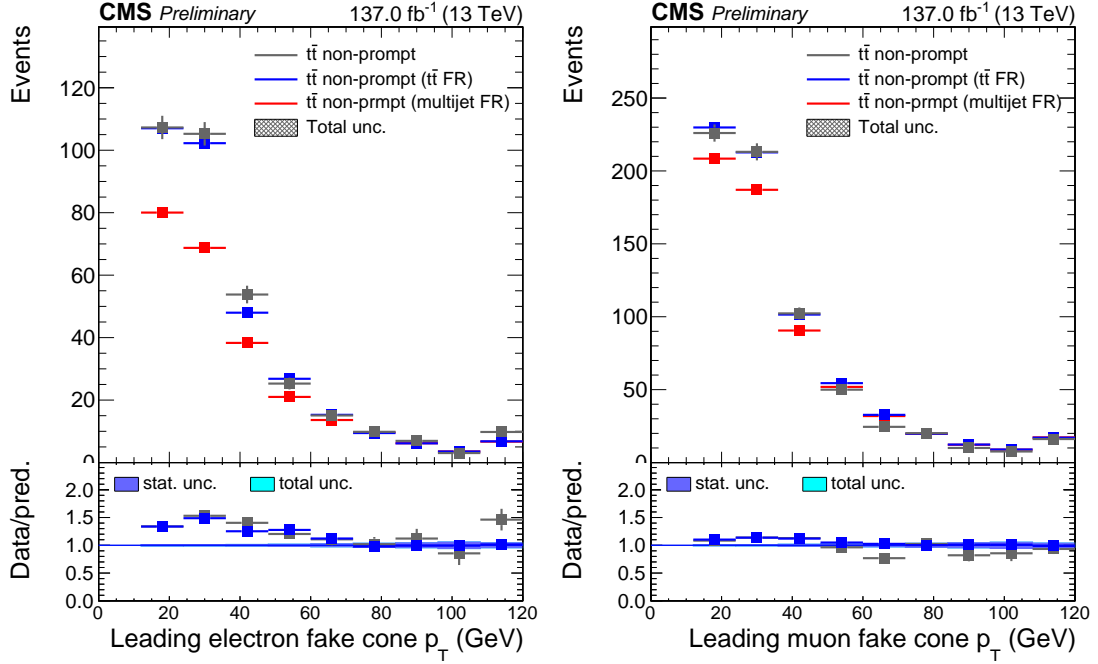 CMS Preliminary 137.0 fb⁻¹ (13 TeV)
Events
tt̄ non-prompt
tt̄ non-prompt (tt̄ FR)
tt̄ non-prmpt (multijet FR)
Total unc.
120
100
80
60
40
20
0
stat. unc. total unc.
Data/pred.
2.0
1.5
1.0
0.5
0.0
0 20 40 60 80 100 120
Leading electron fake cone p_T (GeV)
CMS Preliminary 137.0 fb⁻¹ (13 TeV)
Events
tt̄ non-prompt
tt̄ non-prompt (tt̄ FR)
tt̄ non-prmpt (multijet FR)
Total unc.
250
200
150
100
50
0
stat. unc. total unc.
Data/pred.
2.0
1.5
1.0
0.5
0.0
0 20 40 60 80 100 120
Leading muon fake cone p_T (GeV)